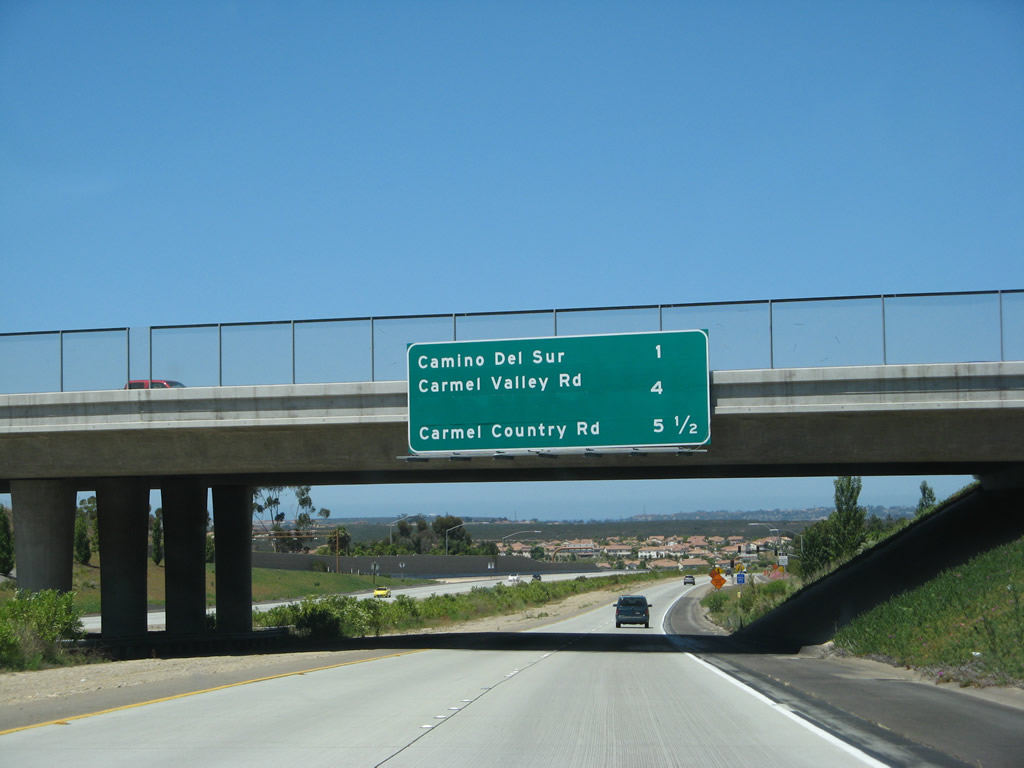 Camino Del Sur 1
Carmel Valley Rd 4
Carmel Country Rd 5 1/2